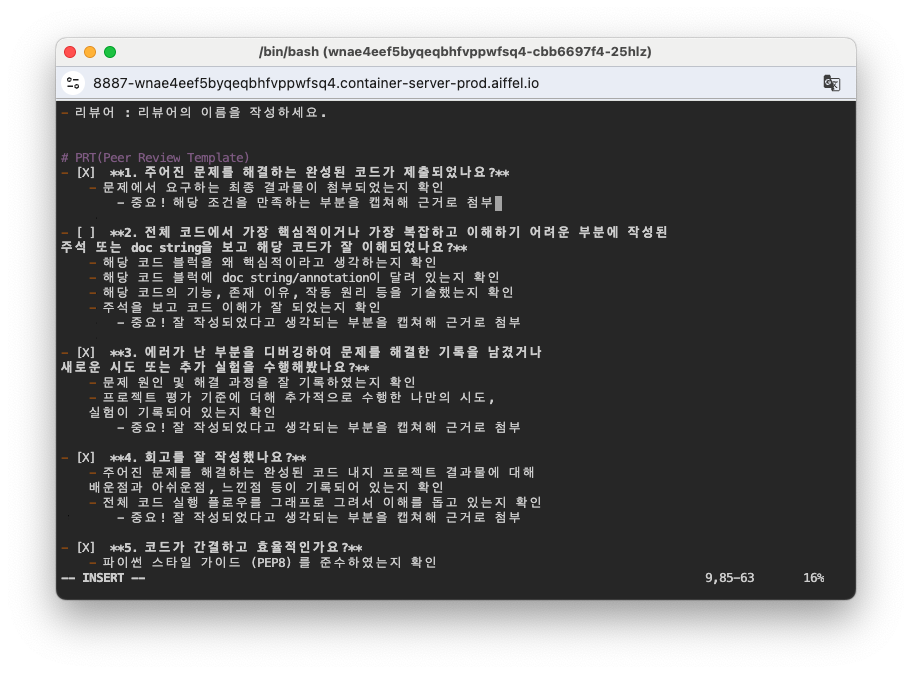 /bin/bash (wnae4eef5byqeqbhfvppwfsq4-cbb6697f4-25hlz)
8887-wnae4eef5byqeqbhfvppwfsq4.container-server-prod.aiffel.io
- 리뷰어 : 리뷰어의 이름을 작성하세요.
# PRT(Peer Review Template)
- [X] **1. 주어진 문제를 해결하는 완성된 코드가 제출되었나요?**
- 문제에서 요구하는 최종 결과물이 첨부되었는지 확인
- 중요! 해당 조건을 만족하는 부분을 캡쳐해 근거로 첨부
- [ ] **2. 전체 코드에서 가장 핵심적이거나 가장 복잡하고 이해하기 어려운 부분에 작성된
주석 또는 doc string을 보고 해당 코드가 잘 이해되었나요?**
- 해당 코드 블럭을 왜 핵심적이라고 생각하는지 확인
- 해당 코드 블럭에 doc string/annotation이 달려 있는지 확인
- 해당 코드의 기능, 존재 이유, 작동 원리 등을 기술했는지 확인
- 주석을 보고 코드 이해가 잘 되었는지 확인
- 중요! 잘 작성되었다고 생각되는 부분을 캡쳐해 근거로 첨부
- [X] **3. 에러가 난 부분을 디버깅하여 문제를 해결한 기록을 남겼거나
새로운 시도 또는 추가 실험을 수행해봤나요?**
- 문제 원인 및 해결 과정을 잘 기록하였는지 확인
- 프로젝트 평가 기준에 더해 추가적으로 수행한 나만의 시도,
실험이 기록되어 있는지 확인
- 중요! 잘 작성되었다고 생각되는 부분을 캡쳐해 근거로 첨부
- [X] **4. 회고를 잘 작성했나요?**
- 주어진 문제를 해결하는 완성된 코드 내지 프로젝트 결과물에 대해
배운점과 아쉬운점, 느낀점 등이 기록되어 있는지 확인
- 전체 코드 실행 플로우를 그래프로 그려서 이해를 돕고 있는지 확인
- 중요! 잘 작성되었다고 생각되는 부분을 캡쳐해 근거로 첨부
- [X] **5. 코드가 간결하고 효율적인가요?**
- 파이썬 스타일 가이드 (PEP8) 를 준수하였는지 확인
-- INSERT -- 9,85-63 16%